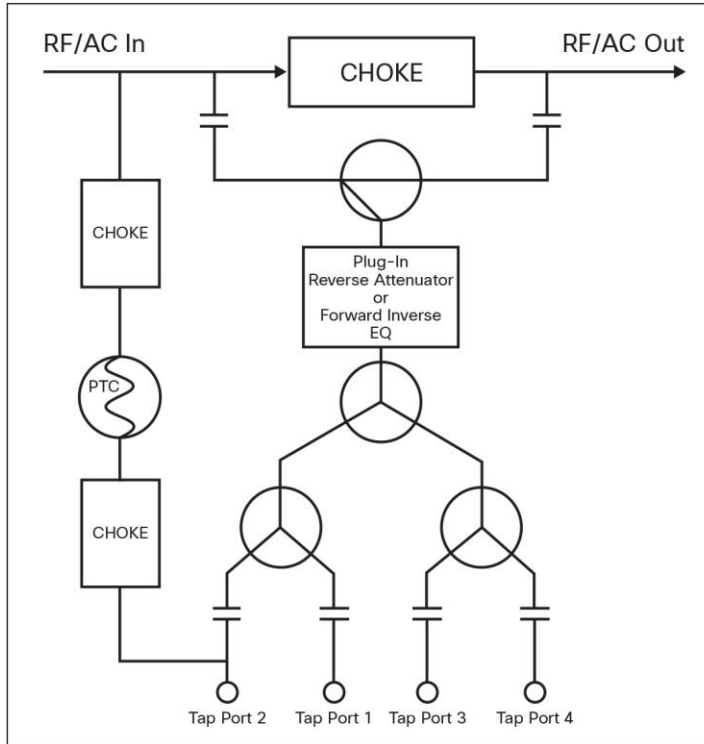 RF/AC In
RF/AC Out
CHOKE
CHOKE
Plug-In
Reverse Attenuator
or
Forward Inverse
EQ
PTC
CHOKE
Tap Port 2
Tap Port 1
Tap Port 3
Tap Port 4